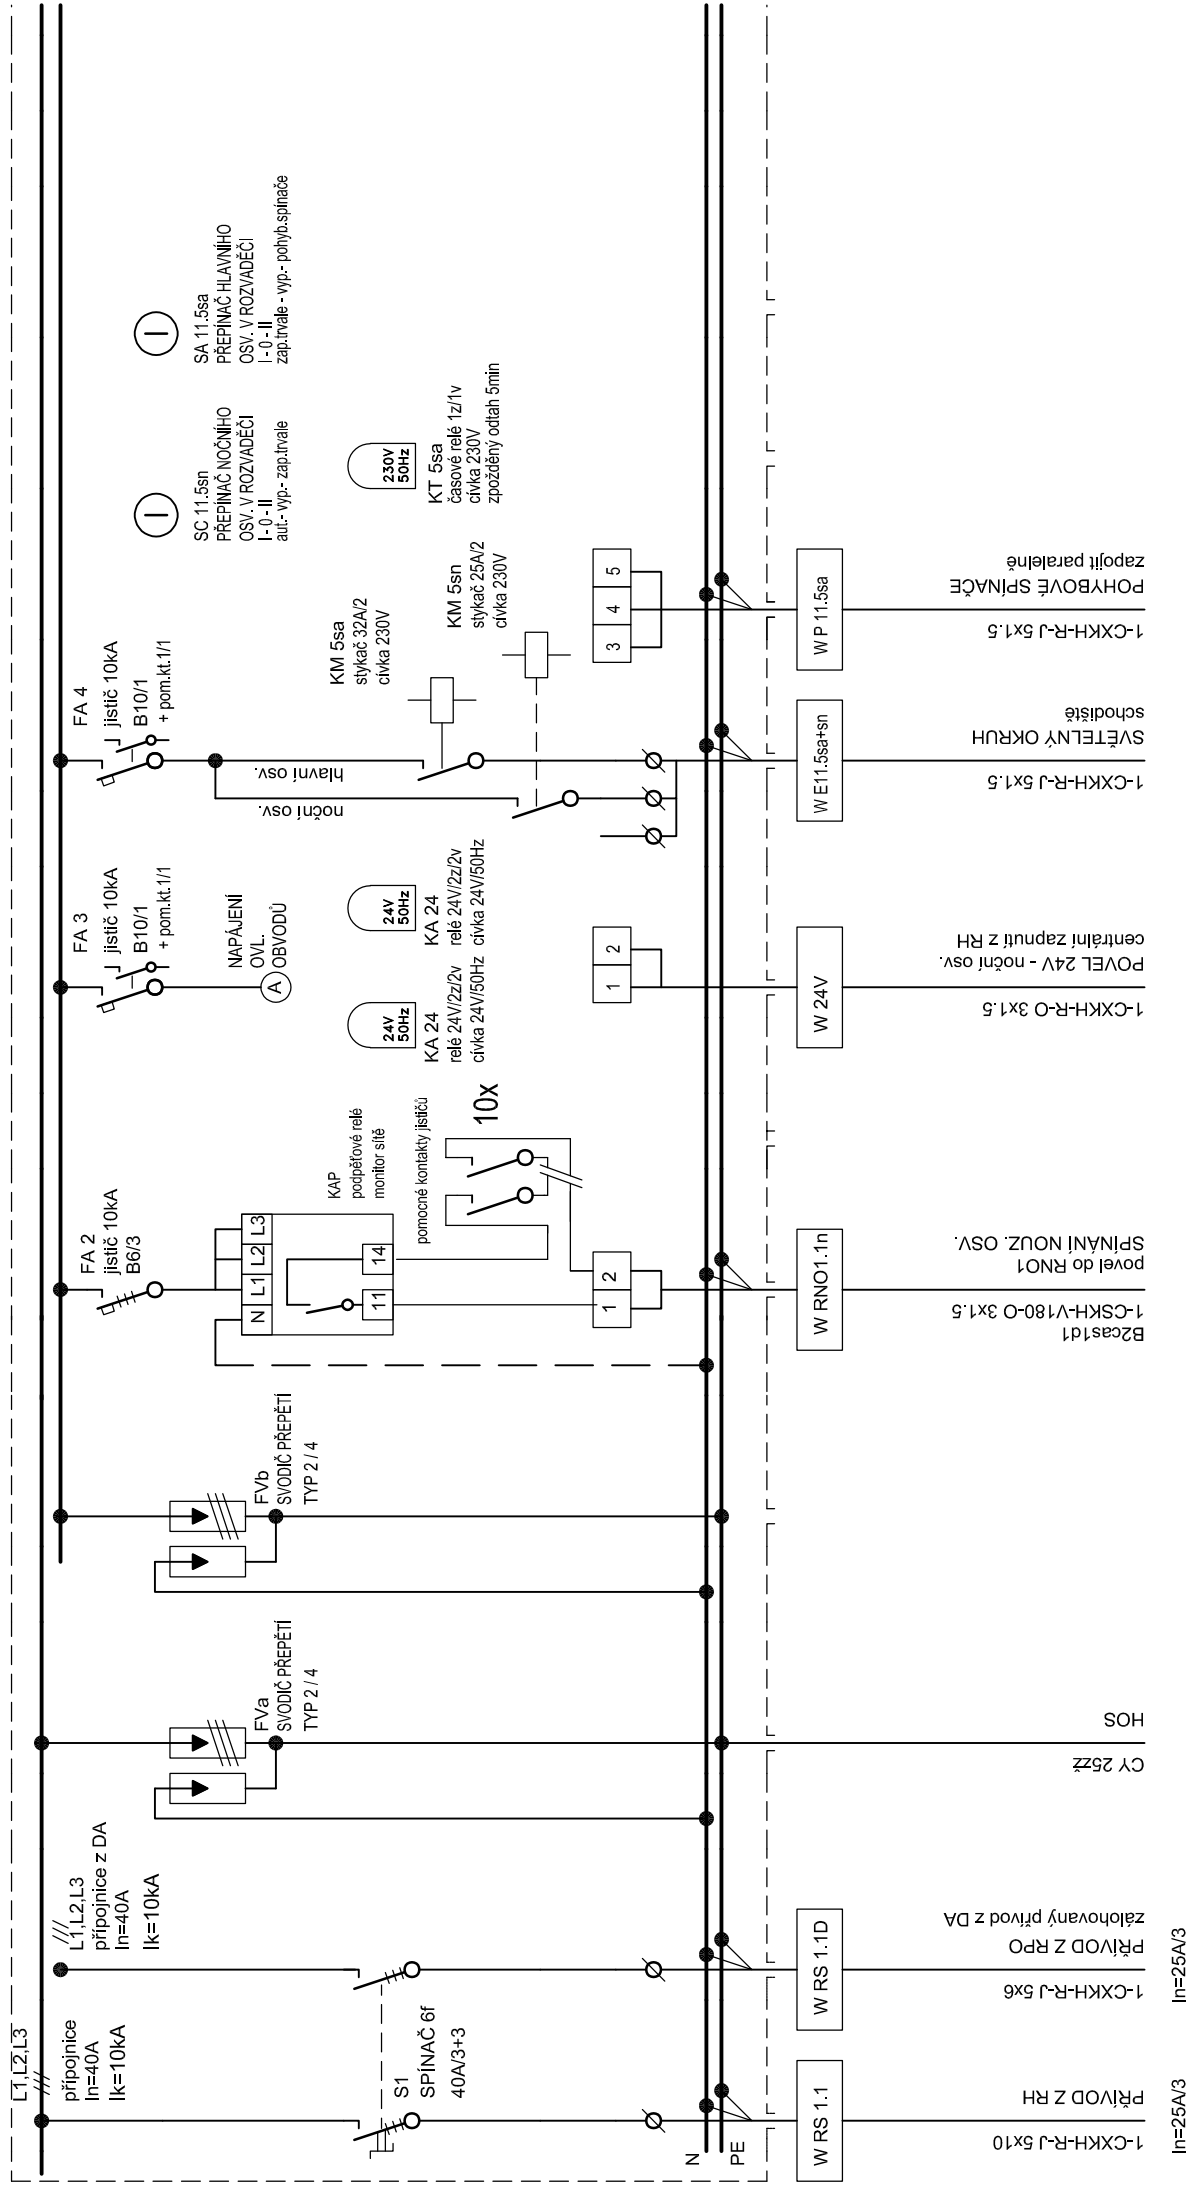 L1,L2,L3
přípojnice
In=40A
Ik=10kA
L1,L2,L3
přípojnice z DA
In=40A
Ik=10kA
S1
SPÍNAČ 6f
40A/3+3
N
PE
FVa
SVODIČ PŘEPĚTÍ
TYP 2 / 4
FVb
SVODIČ PŘEPĚTÍ
TYP 2 / 4
FA 2
jistič 10kA
B6/3
N
L1
L2
L3
11
14
KAP
podpěťové relé
monitor sítě
pomocné kontakty jističů
10x
1
2
FA 3
jistič 10kA
B10/1
+ pom.kt.1/1
NAPÁJENÍ
OVL.
OBVODŮ
A
24V
50Hz
KA 24
relé 24V/2z/2v
cívka 24V/50Hz
24V
50Hz
KA 24
relé 24V/2z/2v
cívka 24V/50Hz
1
2
FA 4
jistič 10kA
B10/1
+ pom.kt.1/1
noční osv.
hlavní osv.
KM 5sa
stykač 32A/2
cívka 230V
KM 5sn
stykač 25A/2
cívka 230V
3
4
5
230V
50Hz
KT 5sa
časové relé 1z/1v
cívka 230V
zpožděný odtah 5min
SC 11.5sn
PŘEPÍNAČ NOČNÍHO
OSV. V ROZVADĚČI
I - 0 - II
aut.- vyp.- zap.trvale
SA 11.5sa
PŘEPÍNAČ HLAVNÍHO
OSV. V ROZVADĚČI
I - 0 - II
zap.trvale - vyp.- pohyb.spínače
W RS 1.1
1-CXKH-R-J 5x10
PŘÍVOD Z RH
In=25A/3
W RS 1.1D
1-CXKH-R-J 5x6
PŘÍVOD Z RPO
zálohovaný přívod z DA
In=25A/3
CY 25zž
HOS
W RNO1.1n
B2cas1d1
1-CSKH-V180-O 3x1.5
povel do RNO1
SPÍNÁNÍ NOUZ. OSV.
W 24V
1-CXKH-R-O 3x1.5
POVEL 24V - noční osv.
centrální zapnutí z RH
W E11.5sa+sn
1-CXKH-R-J 5x1.5
SVĚTELNÝ OKRUH
schodiště
W P 11.5sa
1-CXKH-R-J 5x1.5
POHYBOVÉ SPÍNAČE
zapojit paralelně